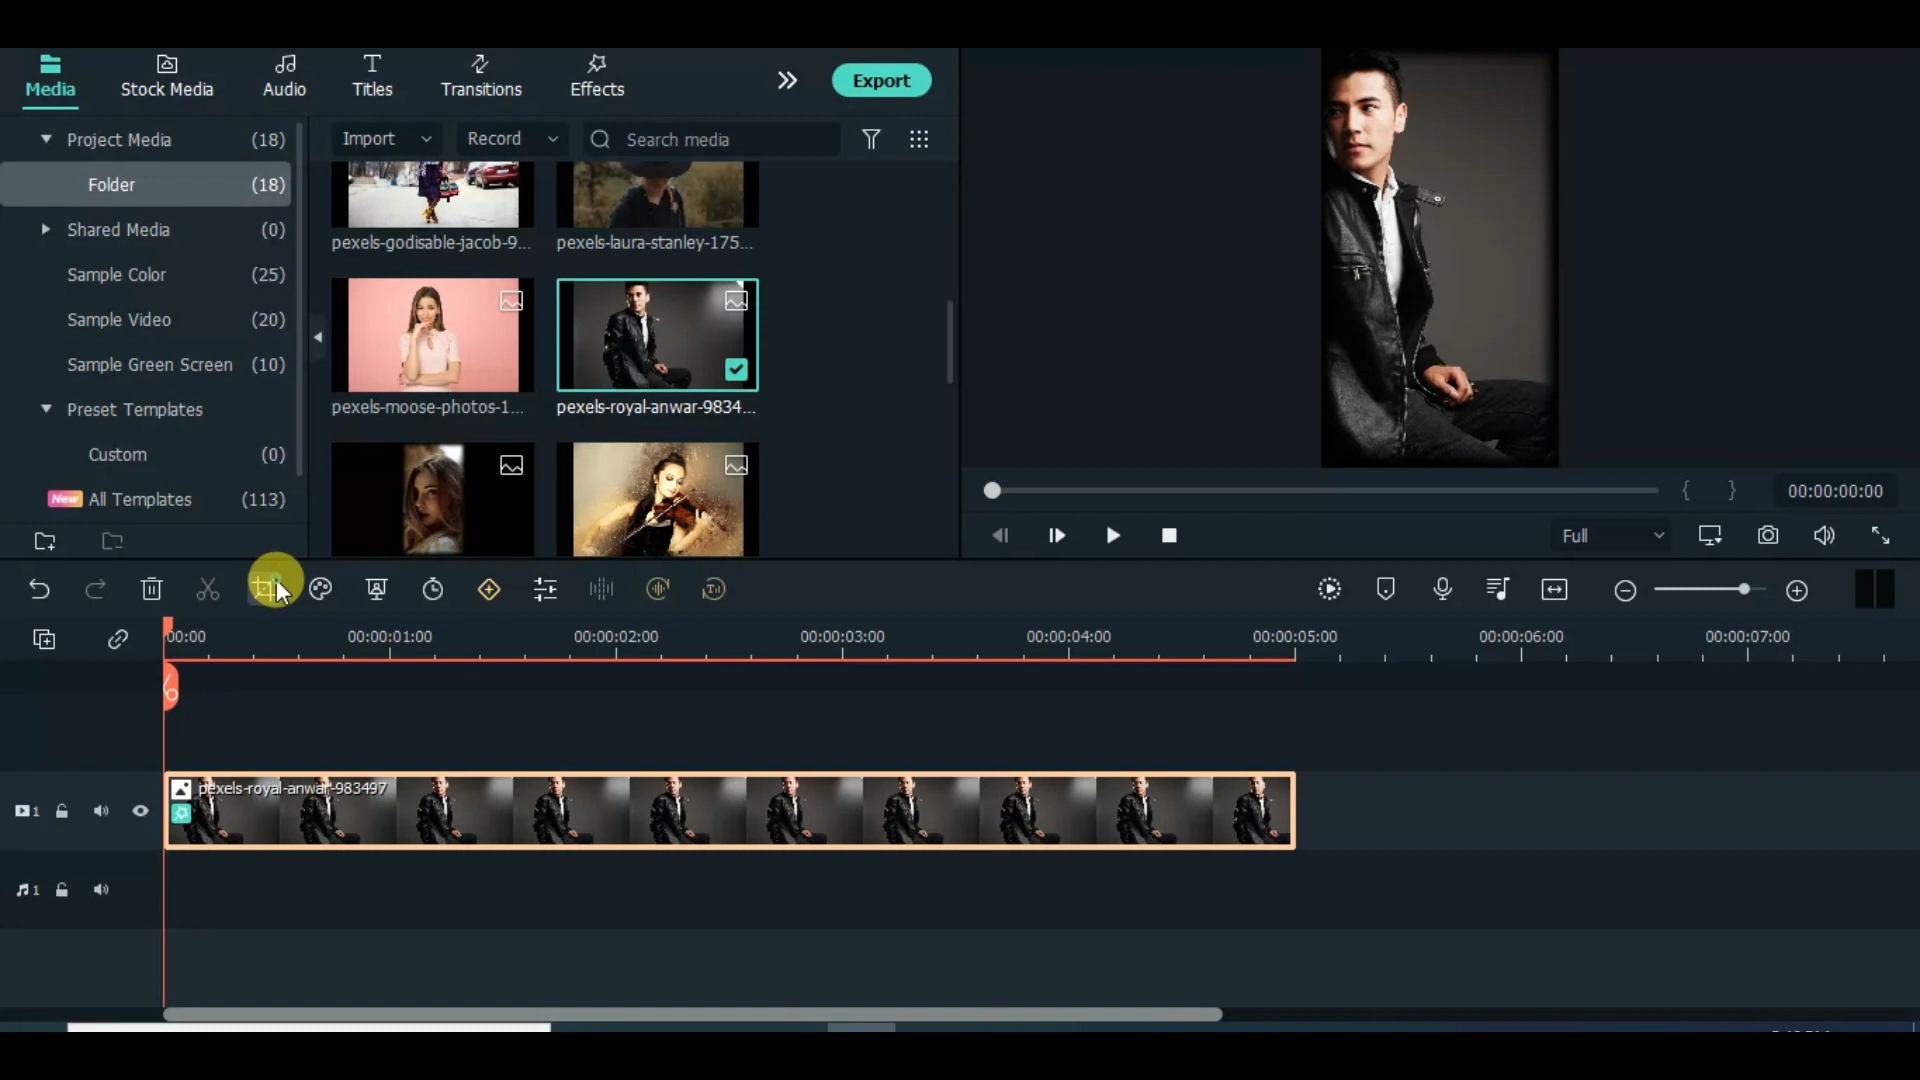 Media
Stock Media
Audio
Titles
Transitions
Effects
Export
Project Media (18)
Folder (18)
Shared Media (0)
Sample Color (25)
Sample Video (20)
Sample Green Screen (10)
Preset Templates
Custom (0)
New All Templates (113)
Import
Record
Search media
pexels-godisable-jacob-9...
pexels-laura-stanley-175...
pexels-moose-photos-1...
pexels-royal-anwar-9834...
{ }
00:00:00:00
Full
00:00
00:00:01:00
00:00:02:00
00:00:03:00
00:00:04:00
00:00:05:00
00:00:06:00
00:00:07:00
pexels-royal-anwar-983497
1
1